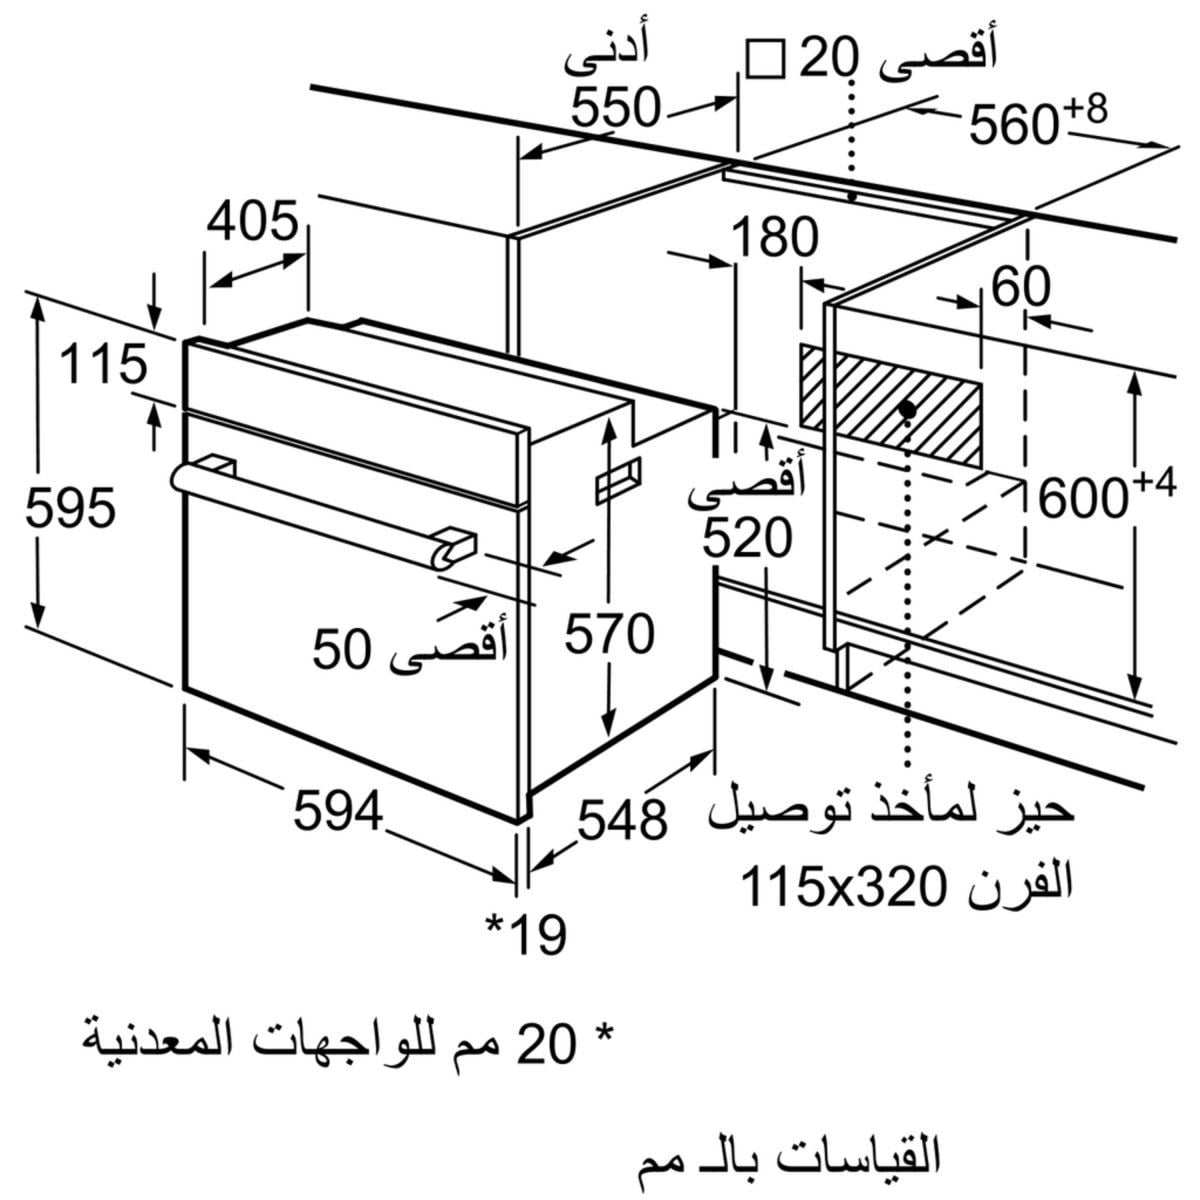 أدنى
550
□ 20 أقصى
560+8
405
180
60
115
595
أقصى
520
600+4
570
50 أقصى
594
548
*19
حيز لمأخذ توصيل
الفرن 115x320
* 20 مم للواجهات المعدنية
القياسات بالـ مم